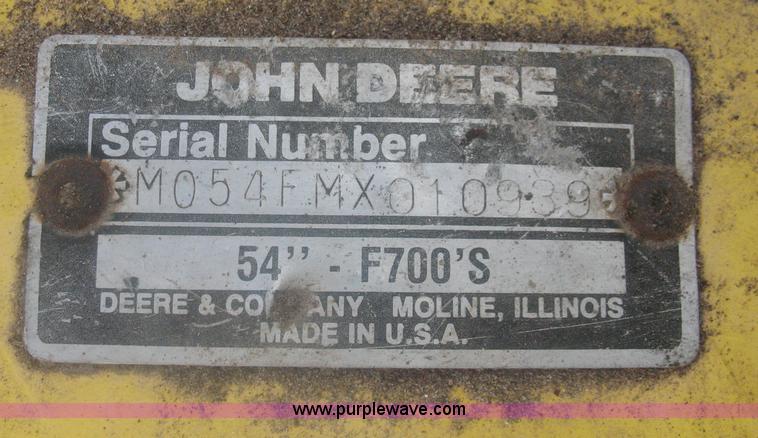 JOHN DEERE
Serial Number
*M054FMX010939*
54" - F700'S
DEERE & COMPANY MOLINE, ILLINOIS
MADE IN U.S.A.
www.purplewave.com